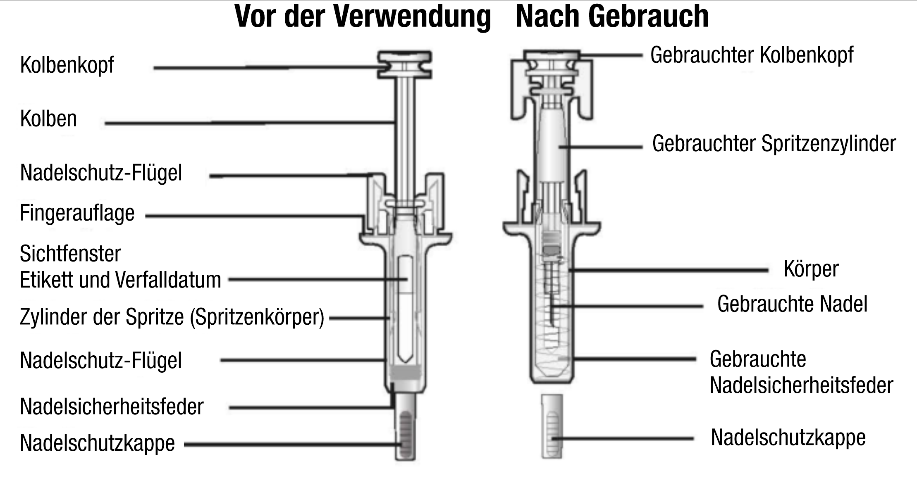 Vor der Verwendung
Nach Gebrauch
Kolbenkopf
Kolben
Nadelschutz-Flügel
Fingerauflage
Sichtfenster
Etikett und Verfalldatum
Zylinder der Spritze (Spritzenkörper)
Nadelschutz-Flügel
Nadelsicherheitsfeder
Nadelschutzkappe
Gebrauchter Kolbenkopf
Gebrauchter Spritzenzylinder
Körper
Gebrauchte Nadel
Gebrauchte
Nadelsicherheitsfeder
Nadelschutzkappe